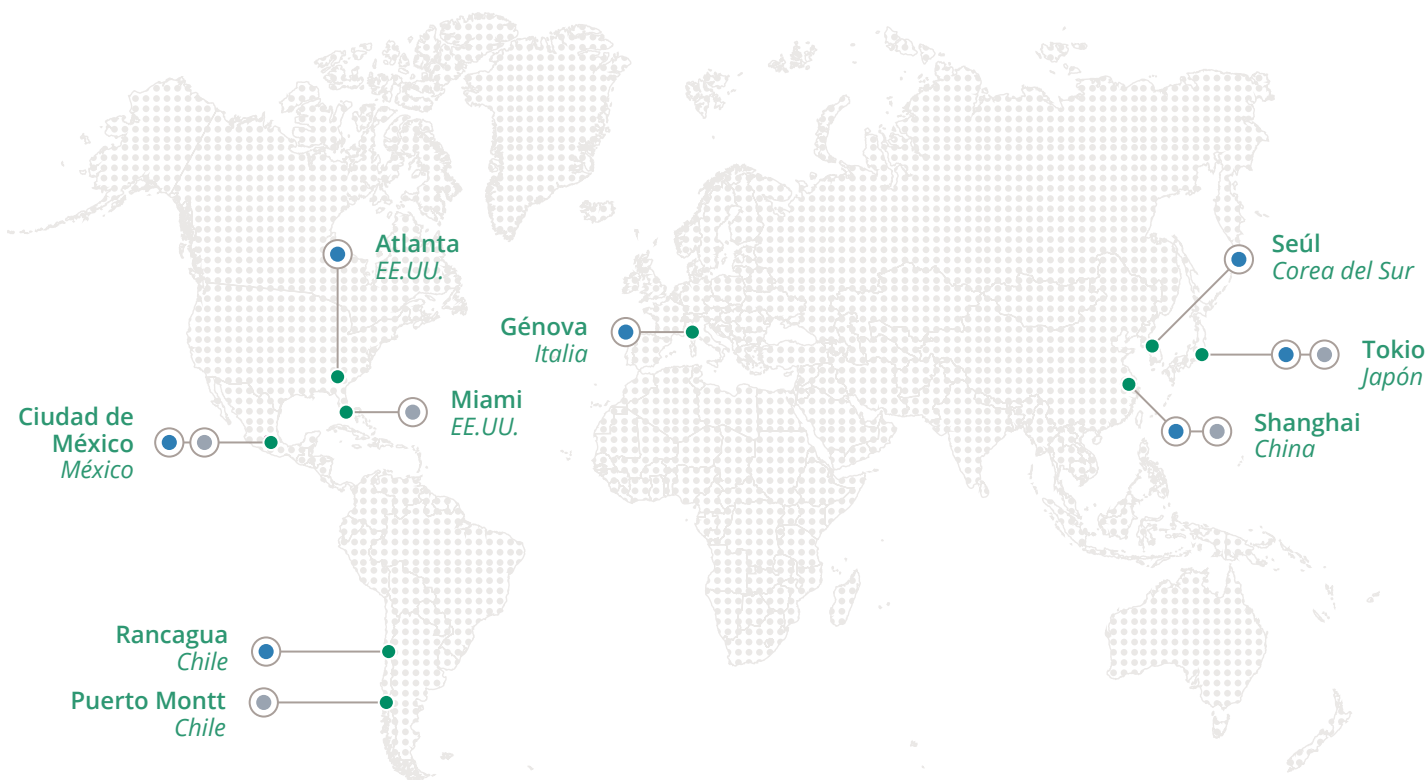 Atlanta
EE.UU.
Seúl
Corea del Sur
Génova
Italia
Tokio
Japón
Miami
EE.UU.
Ciudad de
México
México
Shanghai
China
Rancagua
Chile
Puerto Montt
Chile